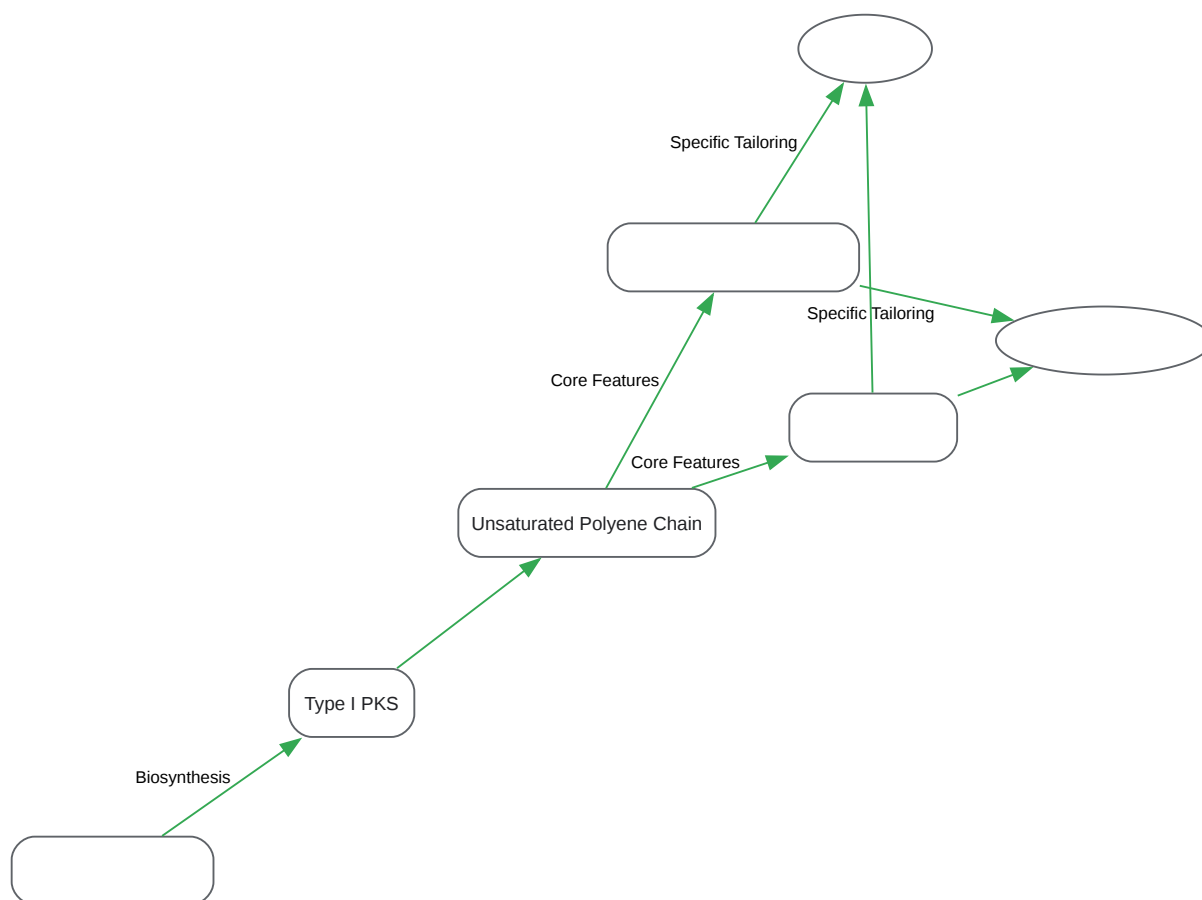 Specific Tailoring
Specific Tailoring
Core Features
Core Features
Unsaturated Polyene Chain
Type I PKS
Biosynthesis